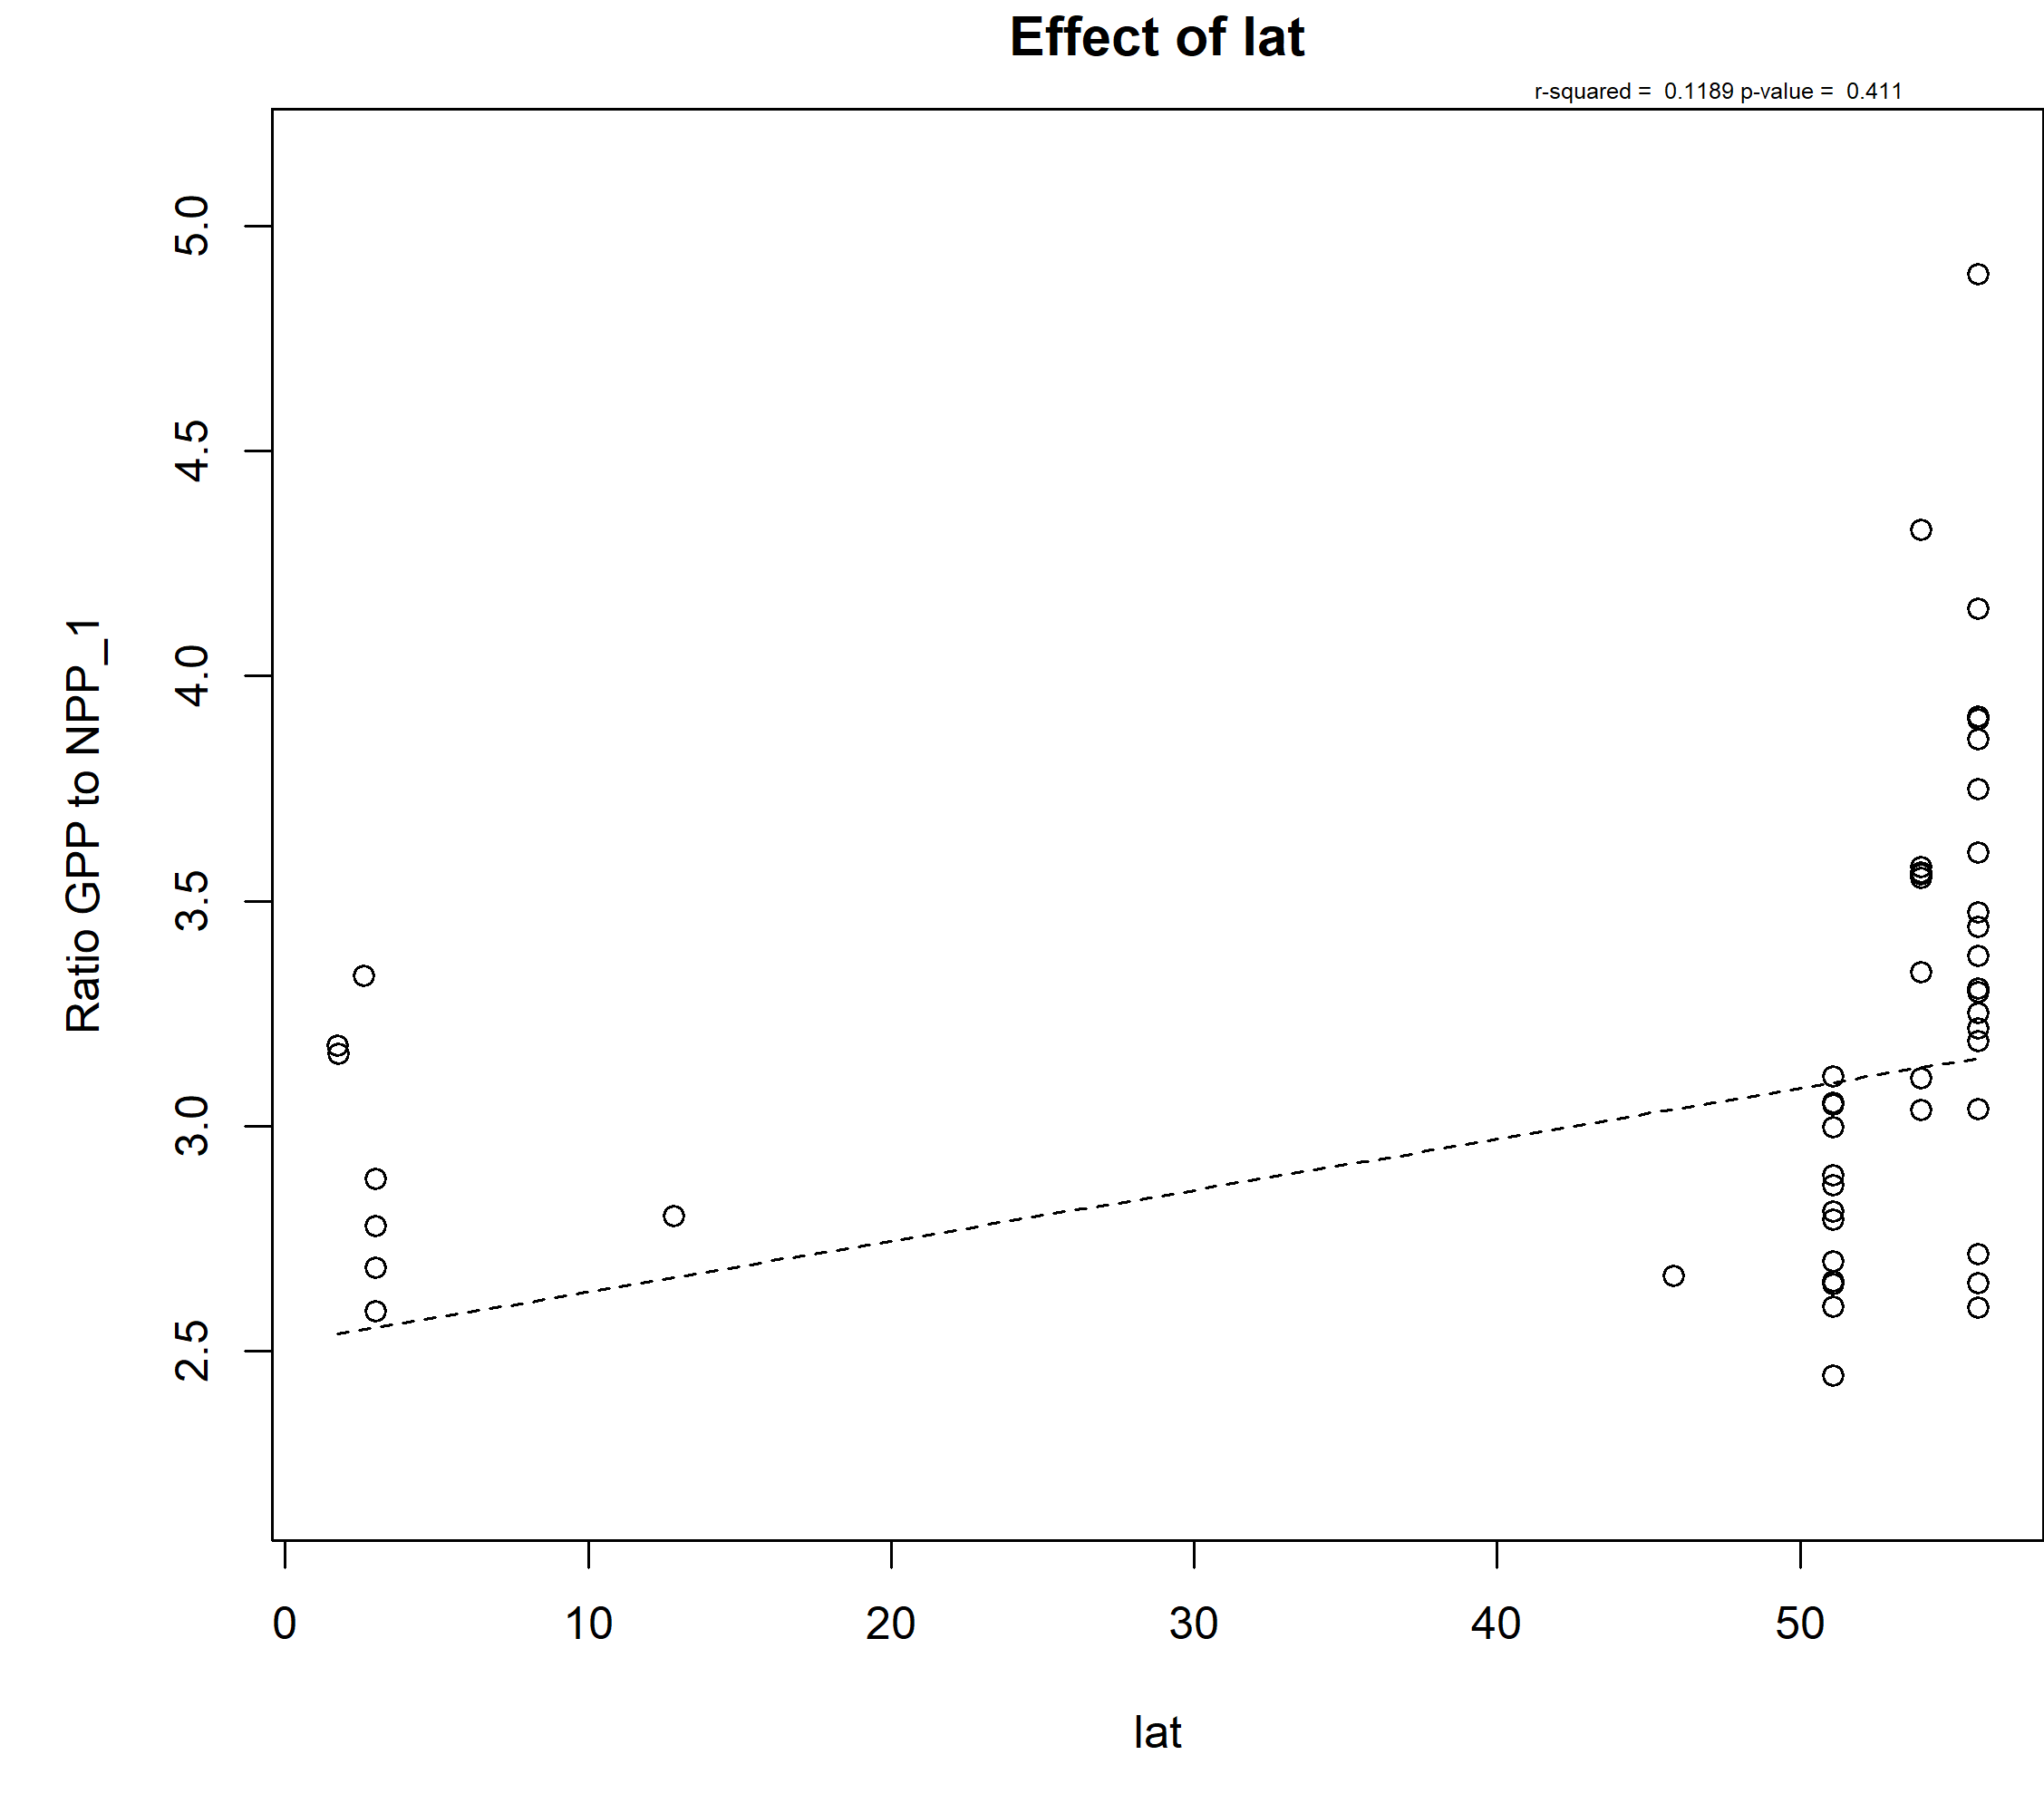 Effect of lat
r-squared =  0.1189 p-value =  0.411
Ratio GPP to NPP_1
5.0
4.5
4.0
3.5
3.0
2.5
0 10 20 30 40 50
lat